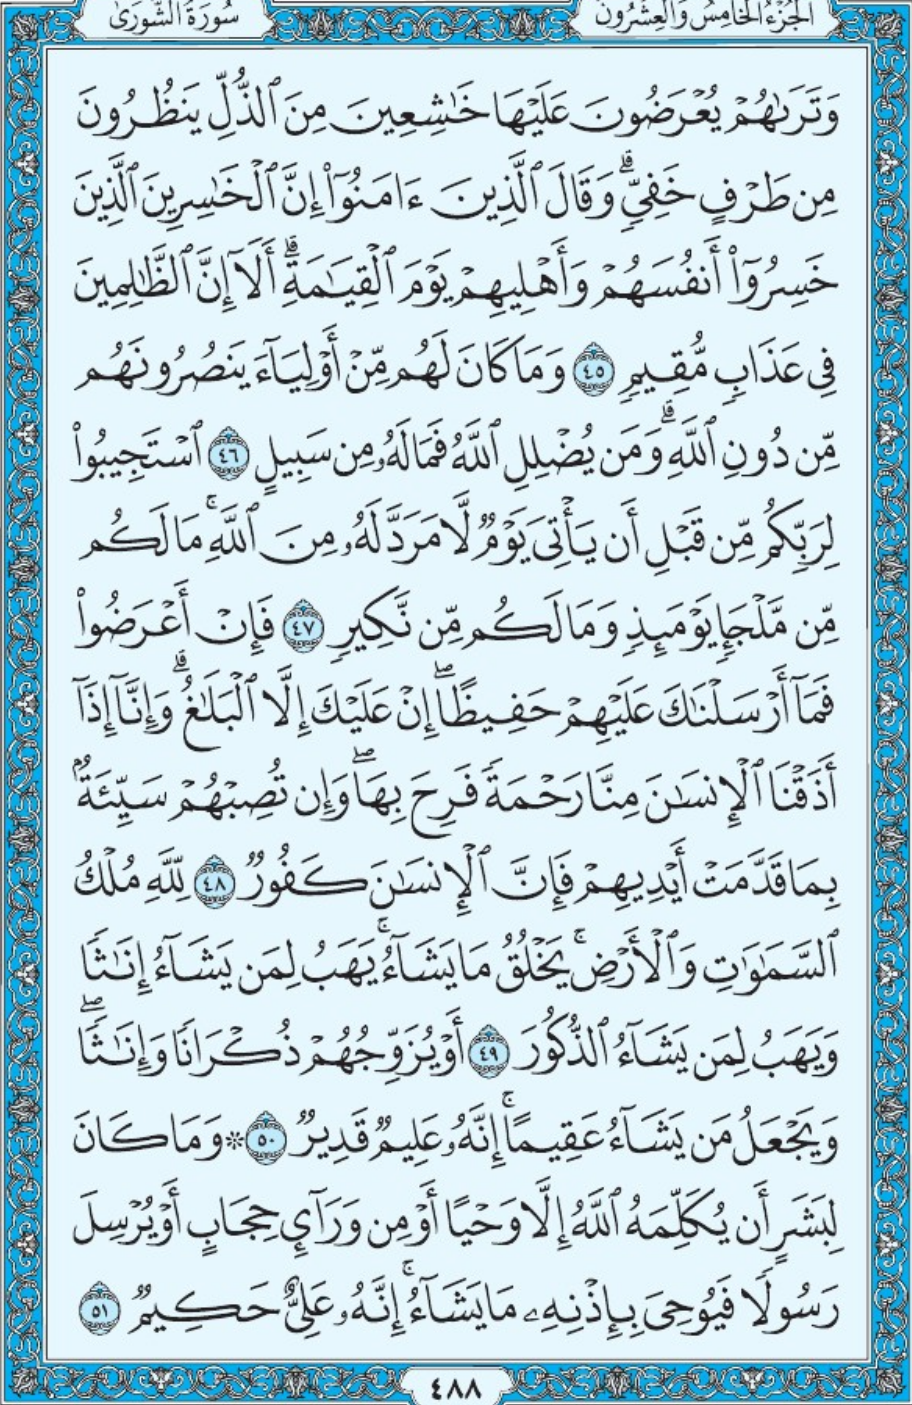 الجُزْءُ الخَامِسُ وَالعِشْرُونَ
سُورَةُ الشُّورَىٰ
وَتَرَىٰهُمْ يُعْرَضُونَ عَلَيْهَا خَـٰشِعِينَ مِنَ ٱلذُّلِّ يَنظُرُونَ
مِن طَرْفٍ خَفِىٍّۗ وَقَالَ ٱلَّذِينَ ءَامَنُوٓا۟ إِنَّ ٱلْخَـٰسِرِينَ ٱلَّذِينَ
خَسِرُوٓا۟ أَنفُسَهُمْ وَأَهْلِيهِمْ يَوْمَ ٱلْقِيَـٰمَةِۗ أَلَآ إِنَّ ٱلظَّـٰلِمِينَ
فِى عَذَابٍ مُّقِيمٍ ٤٥ وَمَا كَانَ لَهُم مِّنْ أَوْلِيَآءَ يَنصُرُونَهُم
مِّن دُونِ ٱللَّهِۗ وَمَن يُضْلِلِ ٱللَّهُ فَمَا لَهُۥ مِن سَبِيلٍ ٤٦ ٱسْتَجِيبُوا۟
لِرَبِّكُم مِّن قَبْلِ أَن يَأْتِىَ يَوْمٌ لَّا مَرَدَّ لَهُۥ مِنَ ٱللَّهِۚ مَا لَكُم
مِّن مَّلْجَإٍ يَوْمَئِذٍ وَمَا لَكُم مِّن نَّكِيرٍ ٤٧ فَإِنْ أَعْرَضُوا۟
فَمَآ أَرْسَلْنَـٰكَ عَلَيْهِمْ حَفِيظًاۖ إِنْ عَلَيْكَ إِلَّا ٱلْبَلَـٰغُۗ وَإِنَّآ إِذَآ
أَذَقْنَا ٱلْإِنسَـٰنَ مِنَّا رَحْمَةً فَرِحَ بِهَاۖ وَإِن تُصِبْهُمْ سَيِّئَةٌۢ
بِمَا قَدَّمَتْ أَيْدِيهِمْ فَإِنَّ ٱلْإِنسَـٰنَ كَفُورٌ ٤٨ لِّلَّهِ مُلْكُ
ٱلسَّمَـٰوَٰتِ وَٱلْأَرْضِۚ يَخْلُقُ مَا يَشَآءُۚ يَهَبُ لِمَن يَشَآءُ إِنَـٰثًا
وَيَهَبُ لِمَن يَشَآءُ ٱلذُّكُورَ ٤٩ أَوْ يُزَوِّجُهُمْ ذُكْرَانًا وَإِنَـٰثًاۖ
وَيَجْعَلُ مَن يَشَآءُ عَقِيمًاۚ إِنَّهُۥ عَلِيمٌ قَدِيرٌ ٥٠ * وَمَا كَانَ
لِبَشَرٍ أَن يُكَلِّمَهُ ٱللَّهُ إِلَّا وَحْيًا أَوْ مِن وَرَآئِ حِجَابٍ أَوْ يُرْسِلَ
رَسُولًا فَيُوحِىَ بِإِذْنِهِۦ مَا يَشَآءُۚ إِنَّهُۥ عَلِىٌّ حَكِيمٌ ٥١
٤٨٨